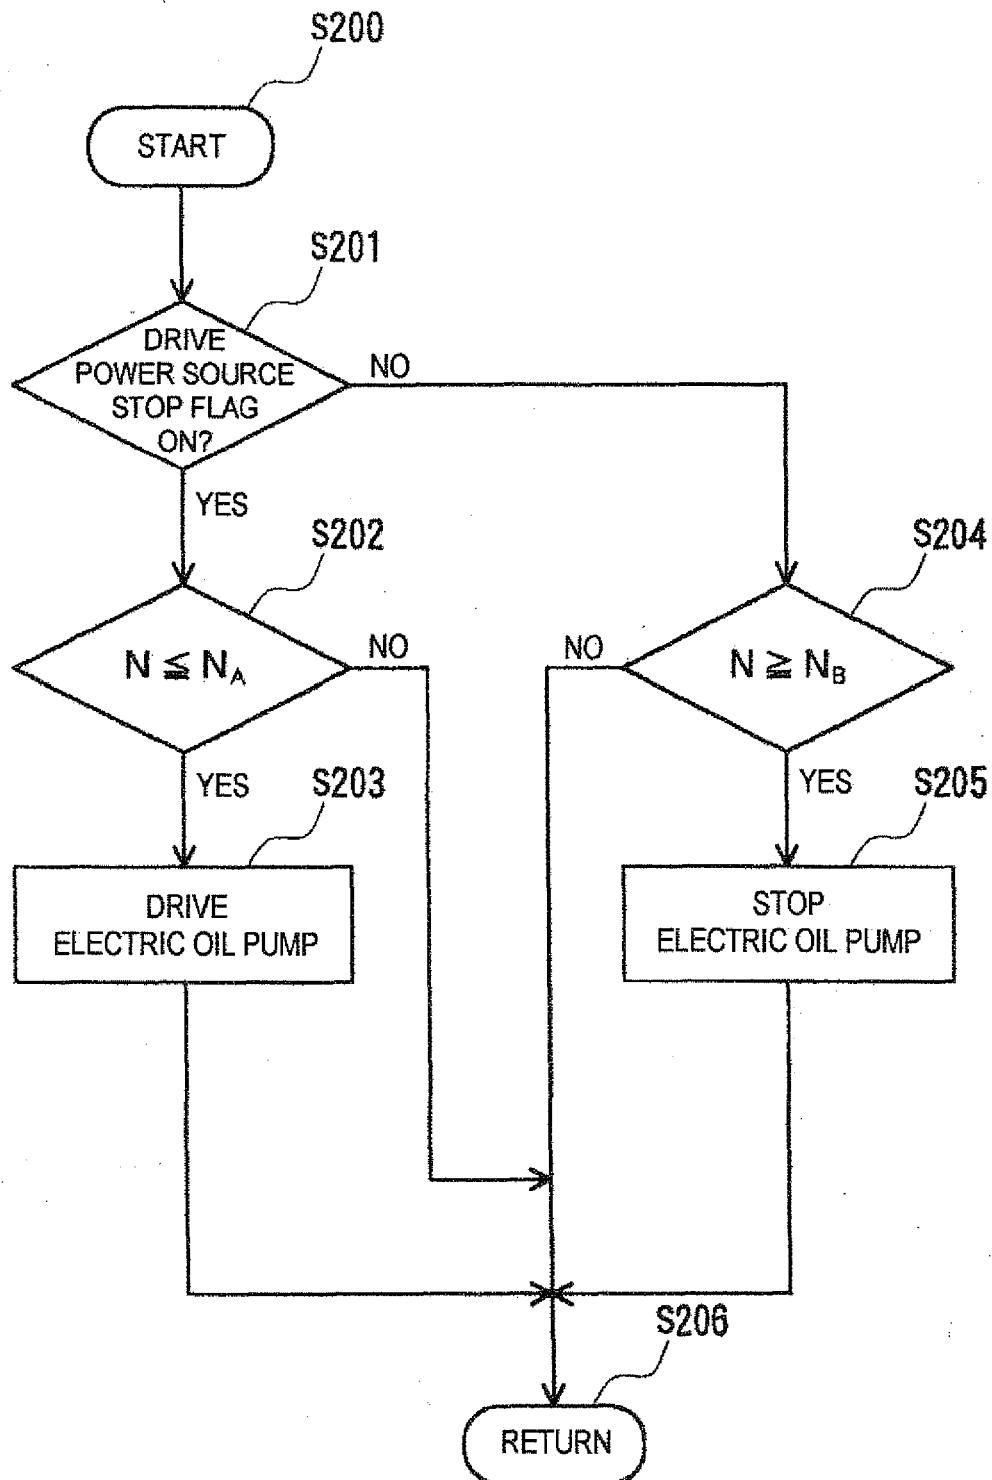 S200
START
S201
DRIVE
POWER SOURCE
STOP FLAG
ON?
NO
YES
S202
N ≦ NA
NO
YES
S203
DRIVE
ELECTRIC OIL PUMP
S204
N ≧ NB
NO
YES
S205
STOP
ELECTRIC OIL PUMP
S206
RETURN